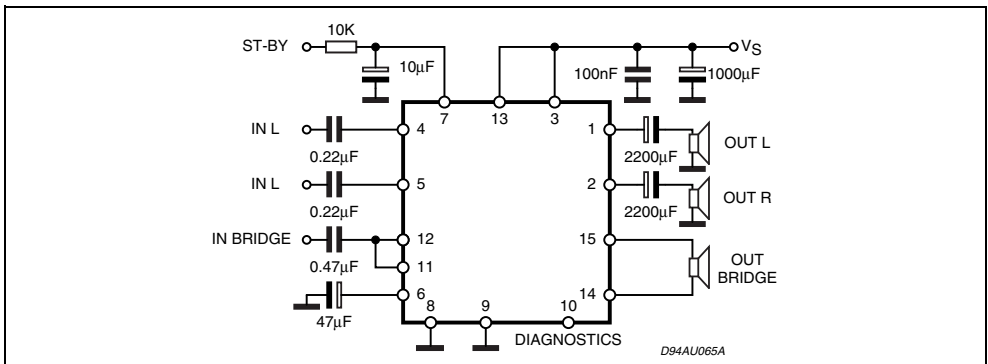 10K
ST-BY
V_S
10μF
100nF
1000μF
7
13
3
IN L
4
1
0.22μF
2200μF
OUT L
IN L
5
2
0.22μF
2200μF
OUT R
IN BRIDGE
12
15
0.47μF
11
OUT
BRIDGE
6
14
47μF
8
9
10
DIAGNOSTICS
D94AU065A